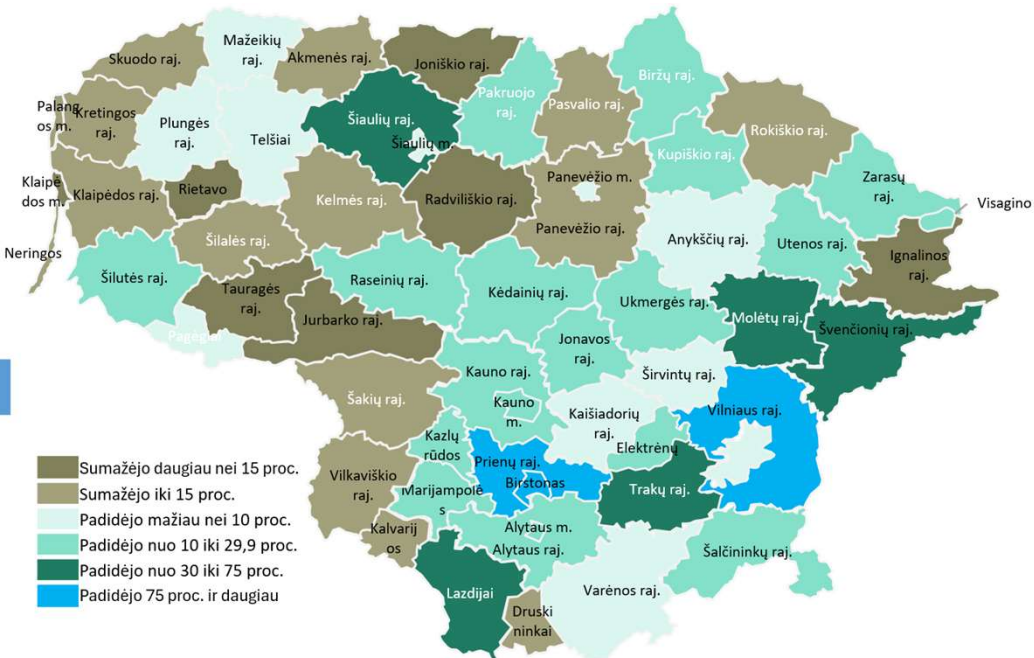 Mažeikių
raj.
Skuodo raj.
Akmenės raj.
Joniškio raj.
Biržų raj.
Pakruojo
raj.
Pasvalio raj.
Palang
os m.
Kretingos
raj.
Plungės
raj.
Telšiai
Šiaulių raj.
Šiaulių m.
Rokiškio raj.
Kupiškio raj.
Klaipė
dos m.
Klaipėdos raj.
Rietavo
Kelmės raj.
Radviliškio raj.
Panevėžio m.
Panevėžio raj.
Zarasų
raj.
Visagino
Neringos
Šilalės raj.
Anykščių raj.
Utenos raj.
Ignalinos
raj.
Šilutės raj.
Tauragės
raj.
Raseinių raj.
Kėdainių raj.
Ukmergės raj.
Molėtų raj.
Švenčionių raj.
Pagėgiai
Jurbarko raj.
Jonavos
raj.
Kauno raj.
Širvintų raj.
Šakių raj.
Kauno
m.
Kaišiadorių
raj.
Vilniaus raj.
Kazlų
rūdos
Elektrėnų
Prienų raj.
Birstonas
Vilkaviškio
raj.
Marijampolė
s
Trakų raj.
Kalvarij
os
Alytaus m.
Alytaus raj.
Šalčininkų raj.
Lazdijai
Druski
ninkai
Varėnos raj.
Sumažėjo daugiau nei 15 proc.
Sumažėjo iki 15 proc.
Padidėjo mažiau nei 10 proc.
Padidėjo nuo 10 iki 29,9 proc.
Padidėjo nuo 30 iki 75 proc.
Padidėjo 75 proc. ir daugiau